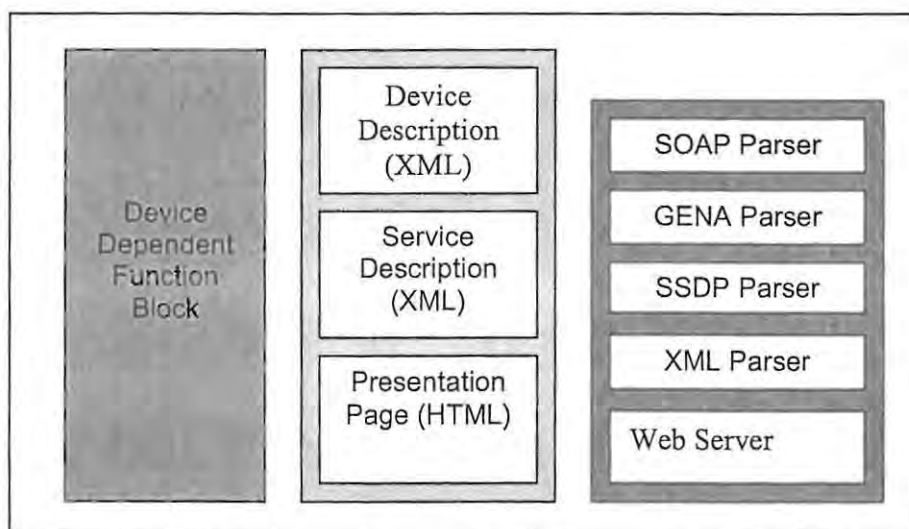 Device
Dependent
Function
Block
Device
Description
(XML)
Service
Description
(XML)
Presentation
Page (HTML)
SOAP Parser
GENA Parser
SSDP Parser
XML Parser
Web Server